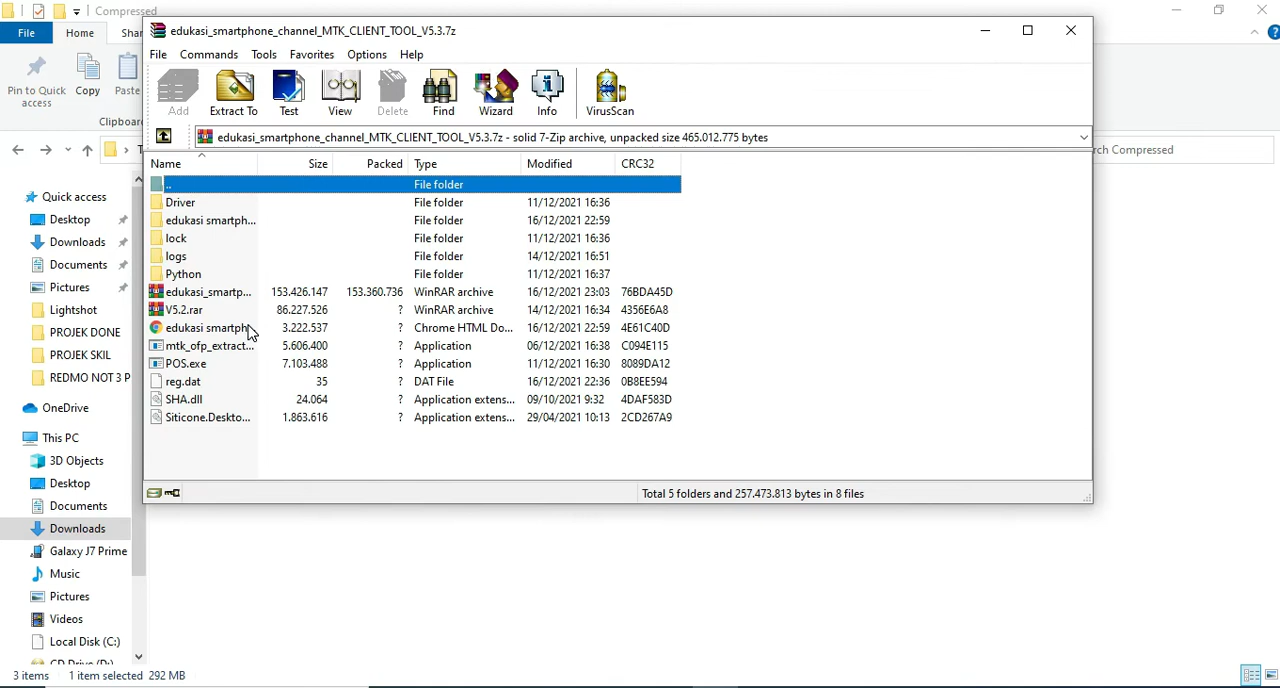 Compressed
edukasi_smartphone_channel_MTK_CLIENT_TOOL_V5.3.7z
File Home Shar
File Commands Tools Favorites Options Help
Pin to Quick access
Copy
Paste
Clipboard
Add Extract To Test View Delete Find Wizard Info VirusScan
edukasi_smartphone_channel_MTK_CLIENT_TOOL_V5.3.7z - solid 7-Zip archive, unpacked size 465.012.775 bytes
rch Compressed
Name Size Packed Type Modified CRC32
.. File folder
Driver File folder 11/12/2021 16:36
edukasi smartph... File folder 16/12/2021 22:59
lock File folder 11/12/2021 16:36
logs File folder 14/12/2021 16:51
Python File folder 11/12/2021 16:37
edukasi_smartp... 153.426.147 153.360.736 WinRAR archive 16/12/2021 23:03 76BDA45D
V5.2.rar 86.227.526 ? WinRAR archive 14/12/2021 16:34 4356E6A8
edukasi smartph 3.222.537 ? Chrome HTML Do... 16/12/2021 22:59 4E61C40D
mtk_ofp_extract... 5.606.400 ? Application 06/12/2021 16:38 C094E115
POS.exe 7.103.488 ? Application 11/12/2021 16:30 8089DA12
reg.dat 35 ? DAT File 16/12/2021 22:36 0B8EE594
SHA.dll 24.064 ? Application extens... 09/10/2021 9:32 4DAF583D
Siticone.Deskto... 1.863.616 ? Application extens... 29/04/2021 10:13 2CD267A9
Total 5 folders and 257.473.813 bytes in 8 files
Quick access
Desktop
Downloads
Documents
Pictures
Lightshot
PROJEK DONE
PROJEK SKIL
REDMO NOT 3 P
OneDrive
This PC
3D Objects
Desktop
Documents
Downloads
Galaxy J7 Prime
Music
Pictures
Videos
Local Disk (C:)
CD Drive (D:)
3 items 1 item selected 292 MB